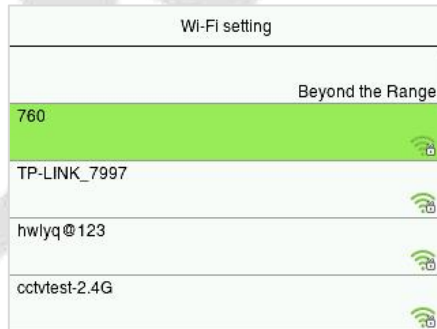 Wi-Fi setting
Beyond the Range
760
TP-LINK_7997
hwlyq@123
cctvtest-2.4G